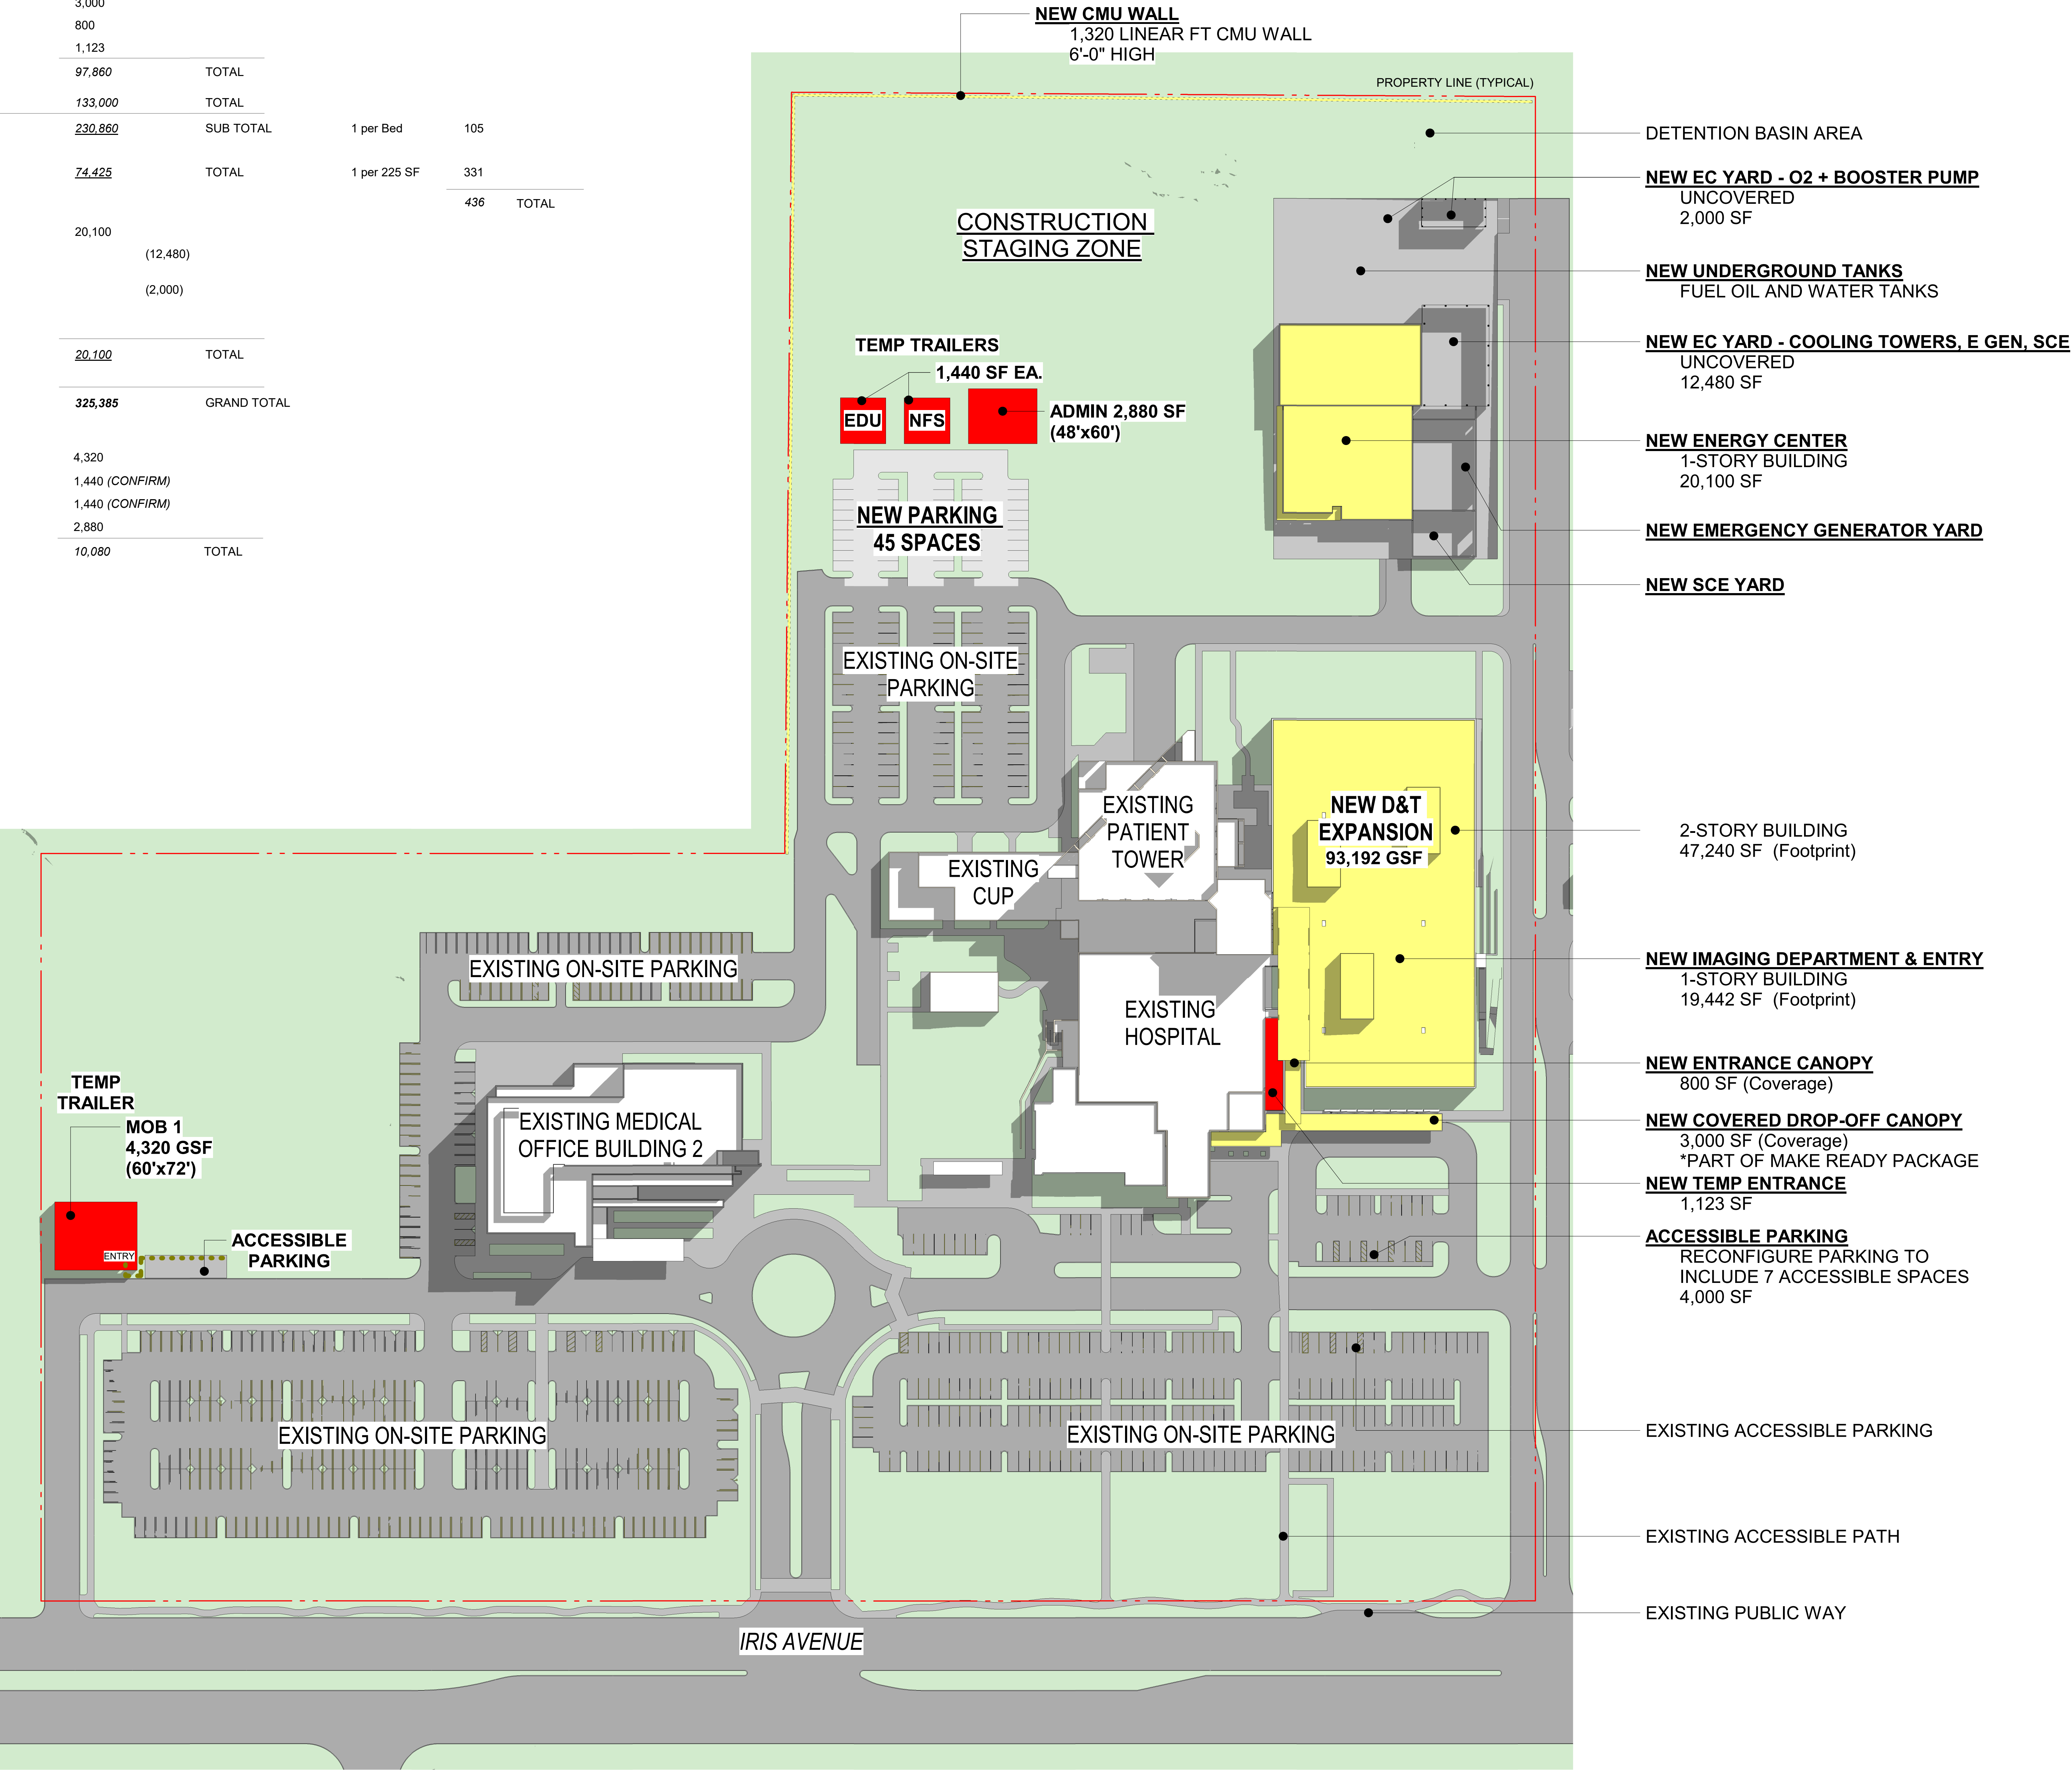 3,000
800
1,123
97,860 TOTAL
133,000 TOTAL
230,860 SUB TOTAL 1 per Bed 105
74,425 TOTAL 1 per 225 SF 331
436 TOTAL
20,100
(12,480)
(2,000)
20,100 TOTAL
325,385 GRAND TOTAL
4,320
1,440 (CONFIRM)
1,440 (CONFIRM)
2,880
10,080 TOTAL
NEW CMU WALL
1,320 LINEAR FT CMU WALL
6'-0" HIGH
PROPERTY LINE (TYPICAL)
CONSTRUCTION
STAGING ZONE
TEMP TRAILERS
1,440 SF EA.
EDU
NFS
ADMIN 2,880 SF
(48'x60')
NEW PARKING
45 SPACES
EXISTING ON-SITE
PARKING
EXISTING
PATIENT
TOWER
NEW D&T
EXPANSION
93,192 GSF
EXISTING
CUP
EXISTING ON-SITE PARKING
EXISTING
HOSPITAL
TEMP
TRAILER
MOB 1
4,320 GSF
(60'x72')
ENTRY
ACCESSIBLE
PARKING
EXISTING MEDICAL
OFFICE BUILDING 2
EXISTING ON-SITE PARKING
EXISTING ON-SITE PARKING
IRIS AVENUE
DETENTION BASIN AREA
NEW EC YARD - O2 + BOOSTER PUMP
UNCOVERED
2,000 SF
NEW UNDERGROUND TANKS
FUEL OIL AND WATER TANKS
NEW EC YARD - COOLING TOWERS, E GEN, SCE
UNCOVERED
12,480 SF
NEW ENERGY CENTER
1-STORY BUILDING
20,100 SF
NEW EMERGENCY GENERATOR YARD
NEW SCE YARD
2-STORY BUILDING
47,240 SF (Footprint)
NEW IMAGING DEPARTMENT & ENTRY
1-STORY BUILDING
19,442 SF (Footprint)
NEW ENTRANCE CANOPY
800 SF (Coverage)
NEW COVERED DROP-OFF CANOPY
3,000 SF (Coverage)
*PART OF MAKE READY PACKAGE
NEW TEMP ENTRANCE
1,123 SF
ACCESSIBLE PARKING
RECONFIGURE PARKING TO
INCLUDE 7 ACCESSIBLE SPACES
4,000 SF
EXISTING ACCESSIBLE PARKING
EXISTING ACCESSIBLE PATH
EXISTING PUBLIC WAY